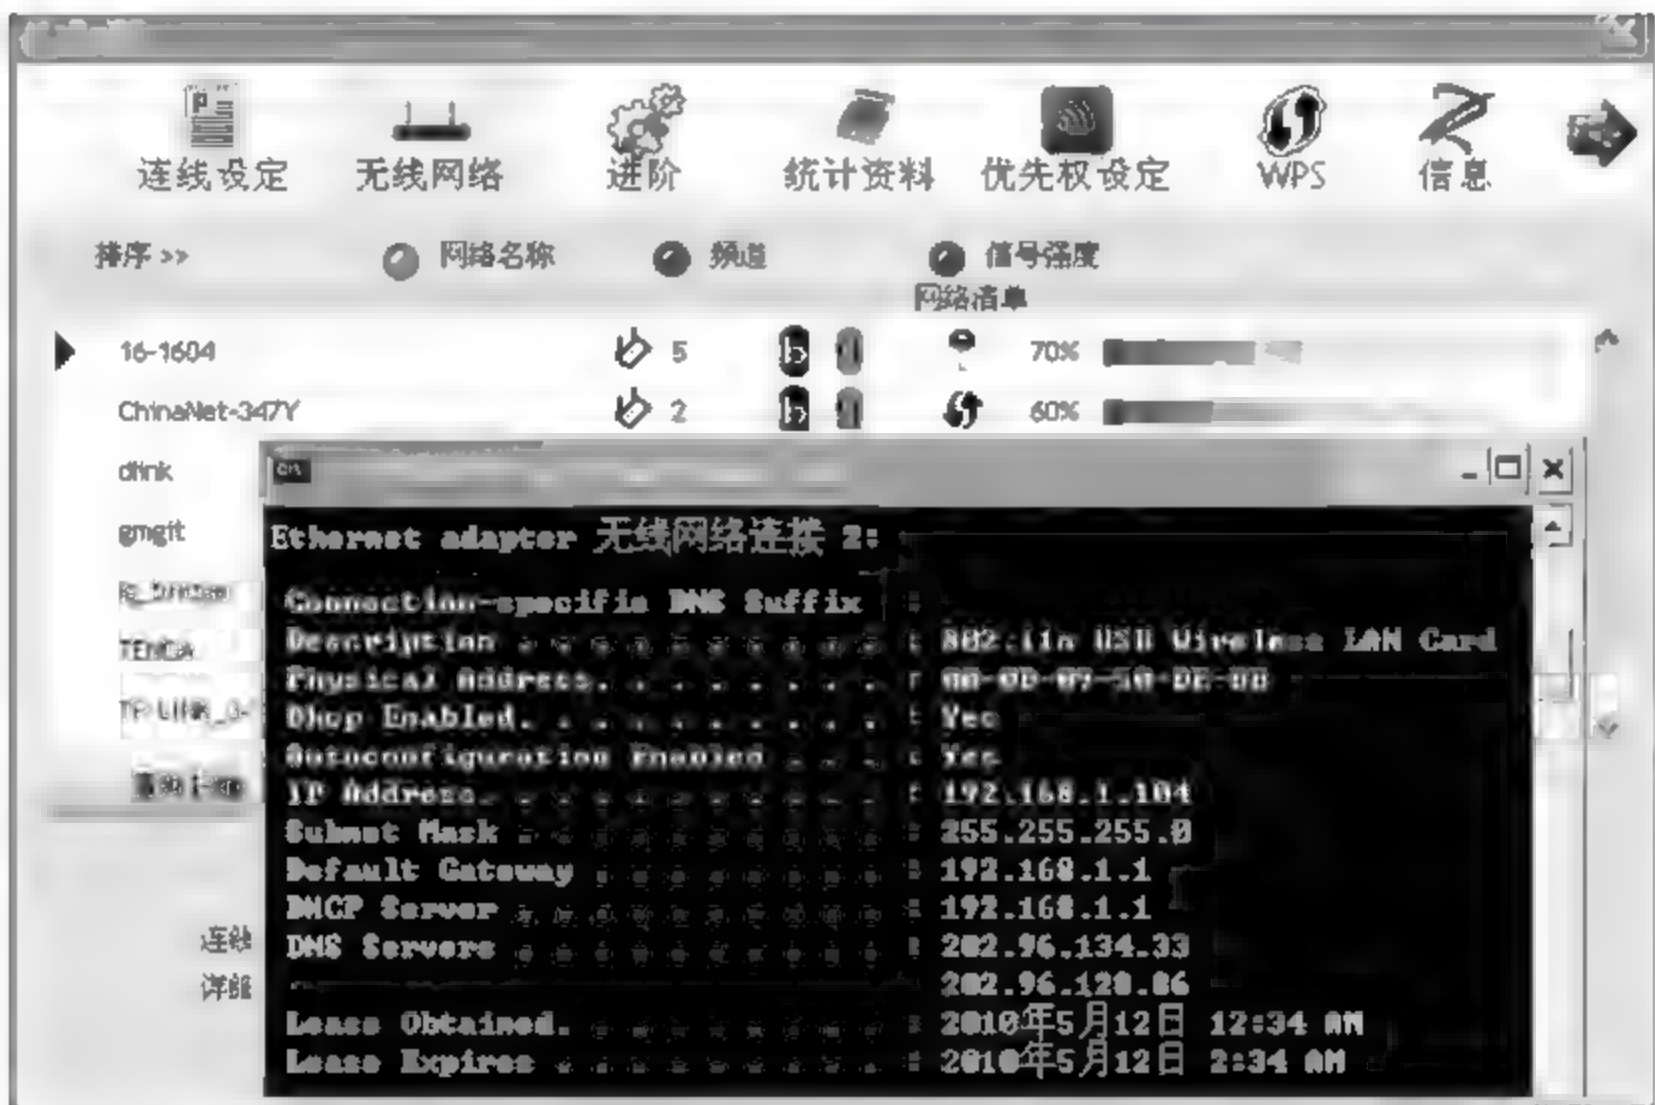 连线设定 无线网络 进阶 统计资料 优先权设定 WPS 信息
排序 >> 网络名称 频道 信号强度
网络清单
16-1604 5 70%
ChinaNet-347Y 2 60%
dlink
gmgit
TENDA
TP-LINK_3-
连线
详细
Ethernet adapter 无线网络连接 2:
Connection-specific DNS Suffix . :
Description . . . . . . . . . . : 802.11n USB Wireless LAN Card
Physical Address. . . . . . . . :
Dhcp Enabled. . . . . . . . . . : Yes
Autoconfiguration Enabled . . . : Yes
IP Address. . . . . . . . . . . : 192.168.1.104
Subnet Mask . . . . . . . . . . : 255.255.255.0
Default Gateway . . . . . . . . : 192.168.1.1
DHCP Server . . . . . . . . . . : 192.168.1.1
DNS Servers . . . . . . . . . . : 202.96.134.33
202.96.128.86
Lease Obtained. . . . . . . . . : 2010年5月12日 12:34 AM
Lease Expires . . . . . . . . . : 2010年5月12日 2:34 AM